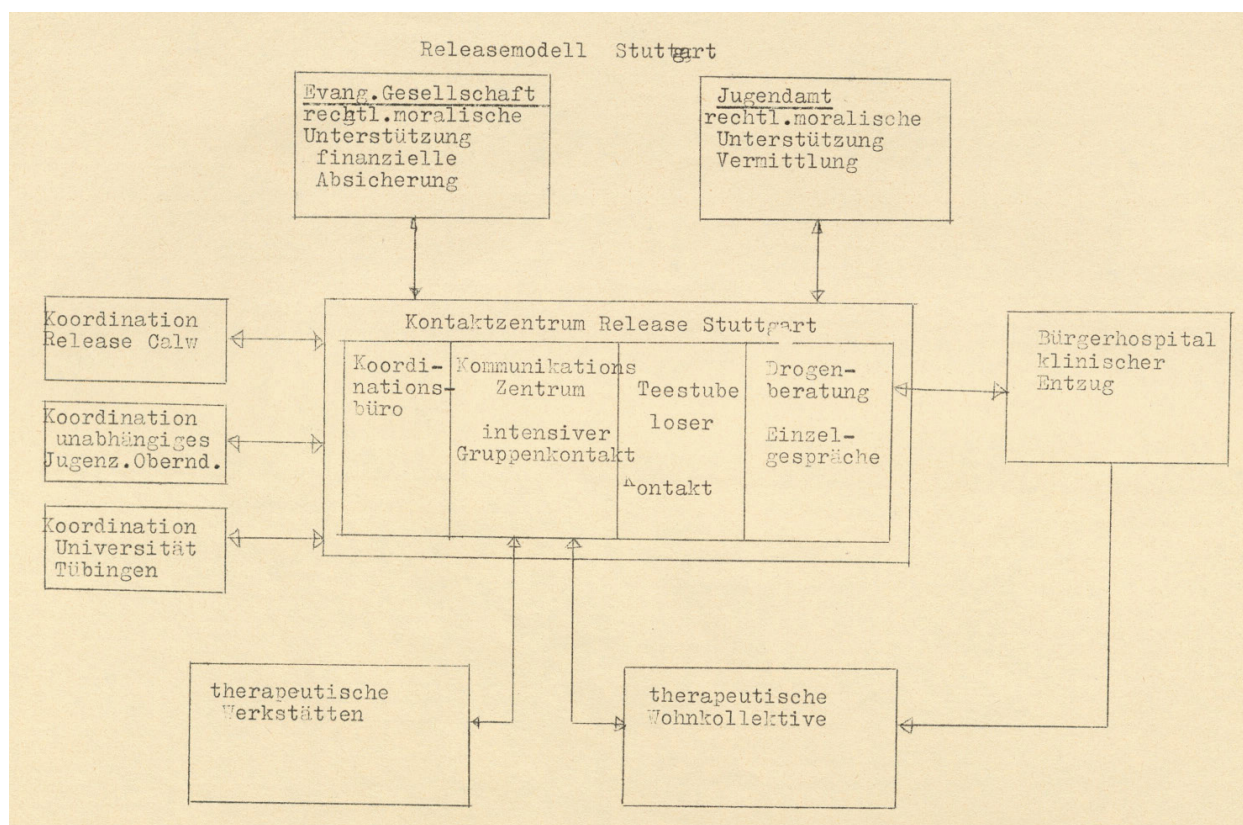 Releasemodell Stuttgart
Evang.Gesellschaft
rechtl.moralische
Unterstützung
finanzielle
Absicherung
Jugendamt
rechtl.moralische
Unterstützung
Vermittlung
Koordination
Release Calw
Koordination
unabhängiges
Jugenz.Obernd.
Koordination
Universität
Tübingen
Kontaktzentrum Release Stuttgart
Koordi-
nations-
büro
Kommunikations
Zentrum
intensiver
Gruppenkontakt
Teestube
loser
Kontakt
Drogen-
beratung
Einzel-
gespräche
Bürgerhospital
klinischer
Entzug
therapeutische
Werkstätten
therapeutische
Wohnkollektive